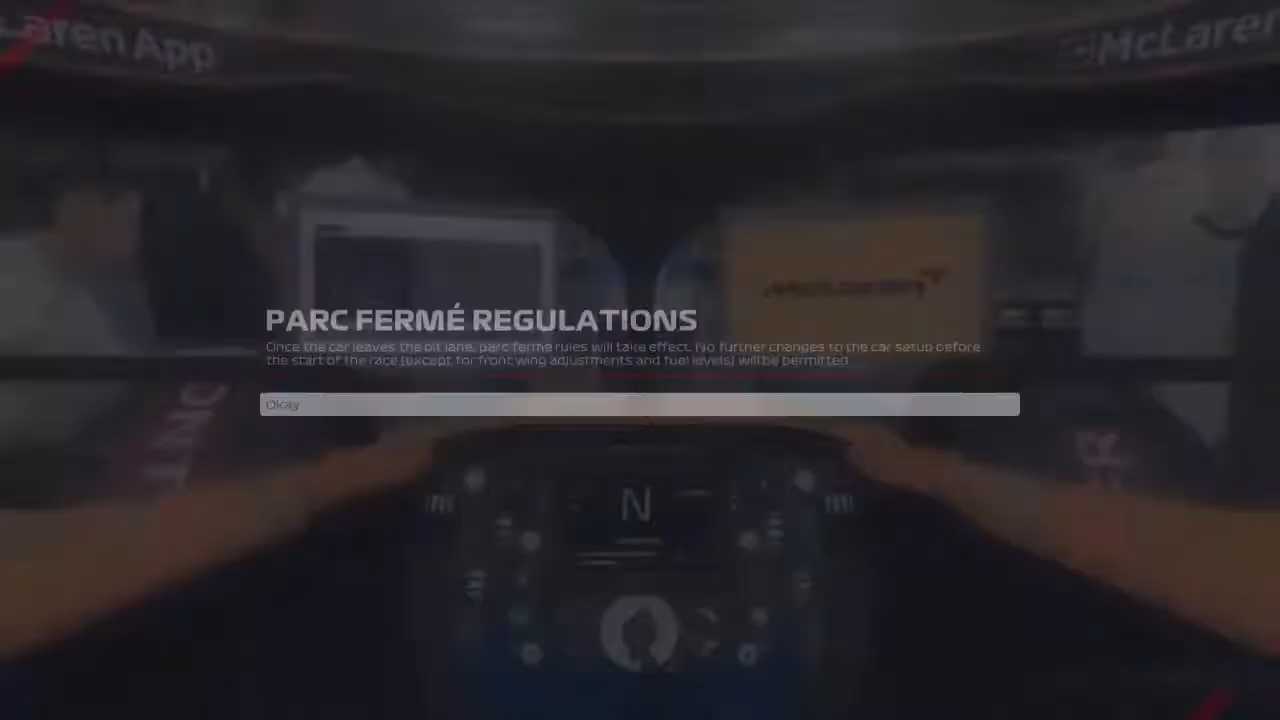 Laren App
McLaren
McLaren
PARC FERMÉ REGULATIONS
Once the car leaves the pit lane, parc fermé rules will take effect. No further changes to the car setup before
the start of the race (except for front wing adjustments and fuel levels) will be permitted.
Okay
N